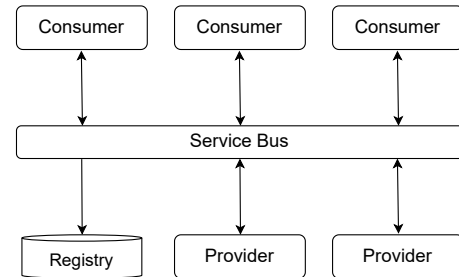 Consumer
Consumer
Consumer
Service Bus
Registry
Provider
Provider